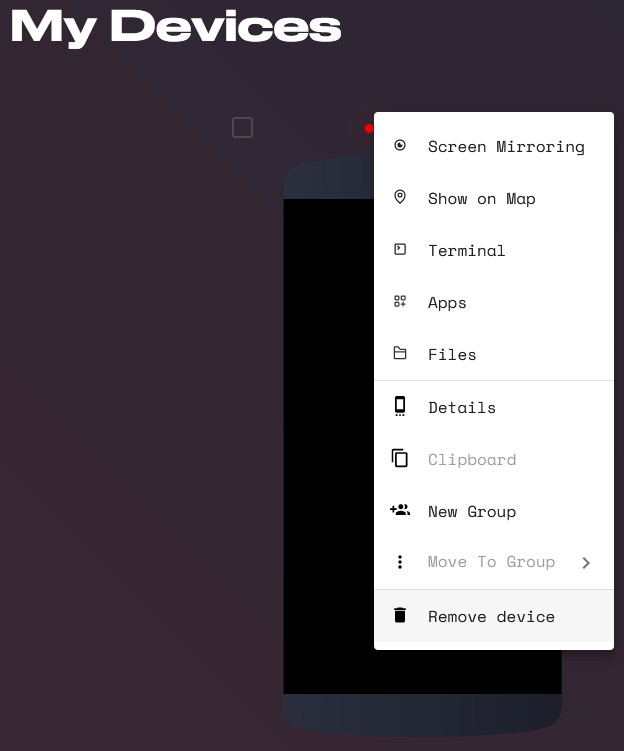 My Devices
Screen Mirroring
Show on Map
Terminal
Apps
Files
Details
Clipboard
New Group
Move To Group
Remove device